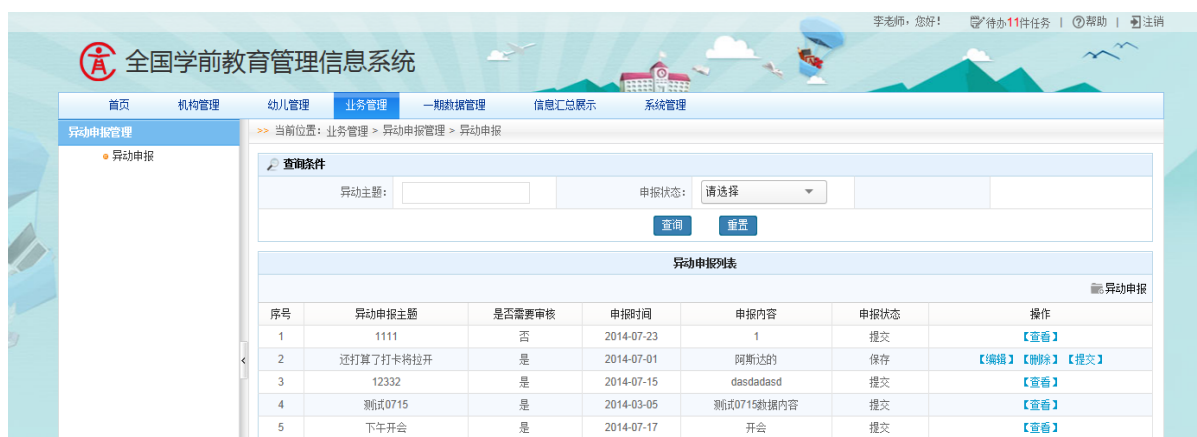 李老师，您好! 待办11件任务 | 帮助 | 注销
全国学前教育管理信息系统
首页 机构管理 幼儿管理 业务管理 一期数据管理 信息汇总展示 系统管理
异动申报管理
异动申报
>> 当前位置：业务管理 > 异动申报管理 > 异动申报
查询条件
异动主题： 申报状态： 请选择
查询 重置
异动申报列表
异动申报
序号 异动申报主题 是否需要审核 申报时间 申报内容 申报状态 操作
1 1111 否 2014-07-23 1 提交 【查看】
2 还打算了打卡将拉开 是 2014-07-01 阿斯达的 保存 【编辑】【删除】【提交】
3 12332 是 2014-07-15 dasdadasd 提交 【查看】
4 测试0715 是 2014-03-05 测试0715数据内容 提交 【查看】
5 下午开会 是 2014-07-17 开会 提交 【查看】